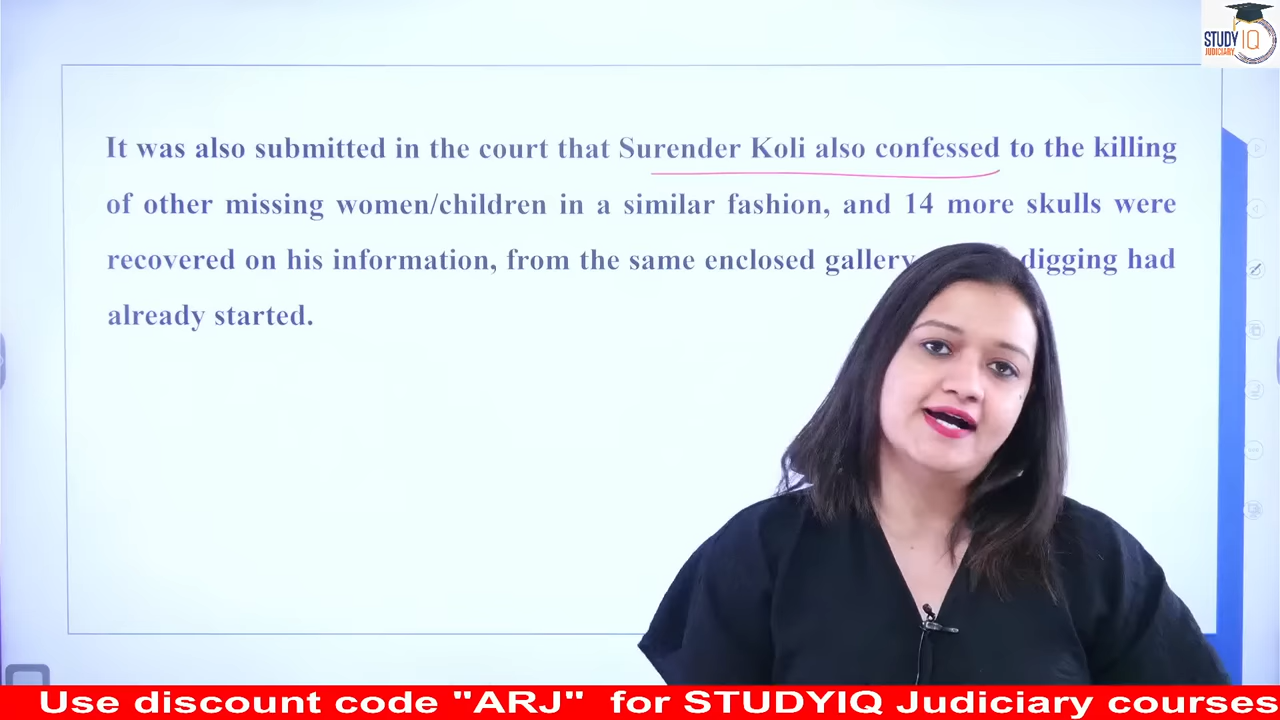 STUDY IQ
JUDICIARY
It was also submitted in the court that Surender Koli also confessed to the killing
of other missing women/children in a similar fashion, and 14 more skulls were
recovered on his information, from the same enclosed gallery digging had
already started.
Use discount code "ARJ" for STUDYIQ Judiciary courses